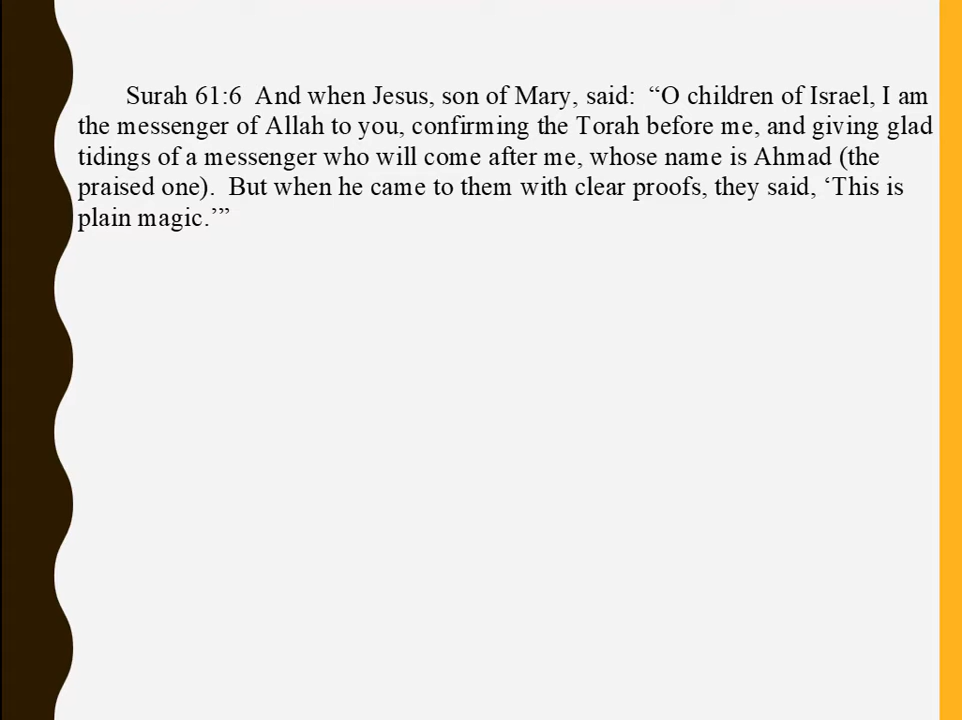 Surah 61:6  And when Jesus, son of Mary, said:  “O children of Israel, I am
the messenger of Allah to you, confirming the Torah before me, and giving glad
tidings of a messenger who will come after me, whose name is Ahmad (the
praised one).  But when he came to them with clear proofs, they said, ‘This is
plain magic.’”